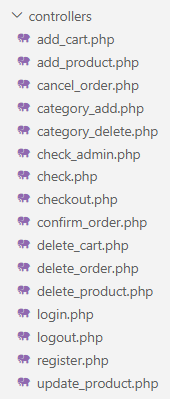 controllers
add_cart.php
add_product.php
cancel_order.php
category_add.php
category_delete.php
check_admin.php
check.php
checkout.php
confirm_order.php
delete_cart.php
delete_order.php
delete_product.php
login.php
logout.php
register.php
update_product.php